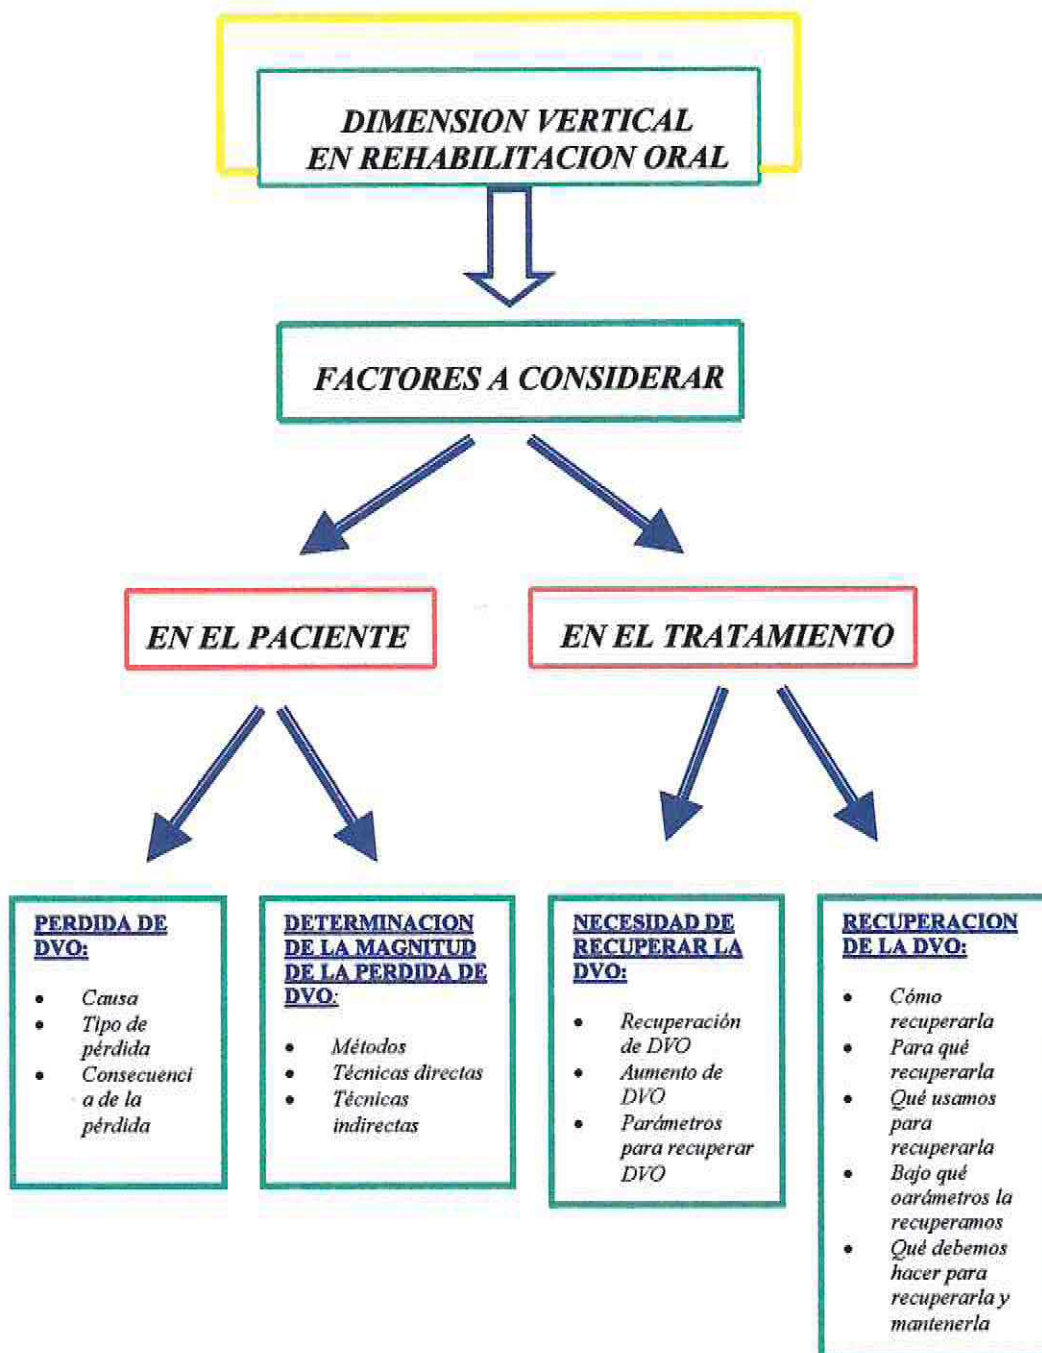 DIMENSION VERTICAL
EN REHABILITACION ORAL
FACTORES A CONSIDERAR
EN EL PACIENTE
EN EL TRATAMIENTO
PERDIDA DE
DVO:
• Causa
• Tipo de
pérdida
• Consecuenci
a de la
pérdida
DETERMINACION
DE LA MAGNITUD
DE LA PERDIDA DE
DVO:
• Métodos
• Técnicas directas
• Técnicas
indirectas
NECESIDAD DE
RECUPERAR LA
DVO:
• Recuperación
de DVO
• Aumento de
DVO
• Parámetros
para recuperar
DVO
RECUPERACION
DE LA DVO:
• Cómo
recuperarla
• Para qué
recuperarla
• Qué usamos
para
recuperarla
• Bajo qué
oarámetros la
recuperamos
• Qué debemos
hacer para
recuperarla y
mantenerla